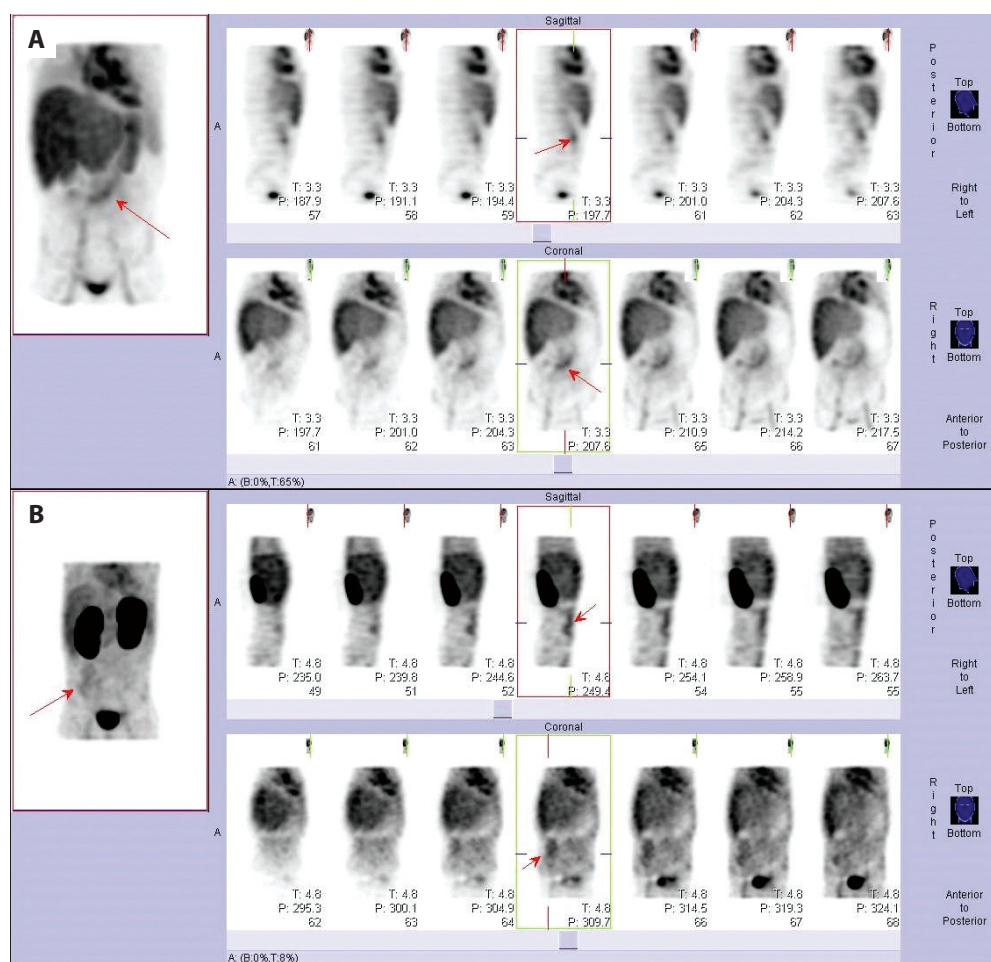 A
Sagittal
A
T: 3.3 T: 3.3 T: 3.3 T: 3.3 T: 3.3 T: 3.3 T: 3.3
P: 187.9 P: 191.1 P: 194.4 P: 197.7 P: 201.0 P: 204.3 P: 207.6
57 58 59 61 62 63
Posterior
Top
Bottom
Right
to
Left
Coronal
A
T: 3.3 T: 3.3 T: 3.3 T: 3.3 T: 3.3 T: 3.3 T: 3.3
P: 197.7 P: 201.0 P: 204.3 P: 207.6 P: 210.9 P: 214.2 P: 217.5
61 62 63 65 66 67
Right
Top
Bottom
Anterior
to
Posterior
A: (B:0%,T:65%)
B
Sagittal
A
T: 4.8 T: 4.8 T: 4.8 T: 4.8 T: 4.8 T: 4.8 T: 4.8
P: 235.0 P: 239.8 P: 244.6 P: 249.4 P: 254.1 P: 258.9 P: 263.7
49 51 52 54 55 55
Posterior
Top
Bottom
Right
to
Left
Coronal
A
T: 4.8 T: 4.8 T: 4.8 T: 4.8 T: 4.8 T: 4.8 T: 4.8
P: 295.3 P: 300.1 P: 304.9 P: 309.7 P: 314.5 P: 319.3 P: 324.1
62 63 64 66 67 68
Right
Top
Bottom
Anterior
to
Posterior
A: (B:0%,T:8%)